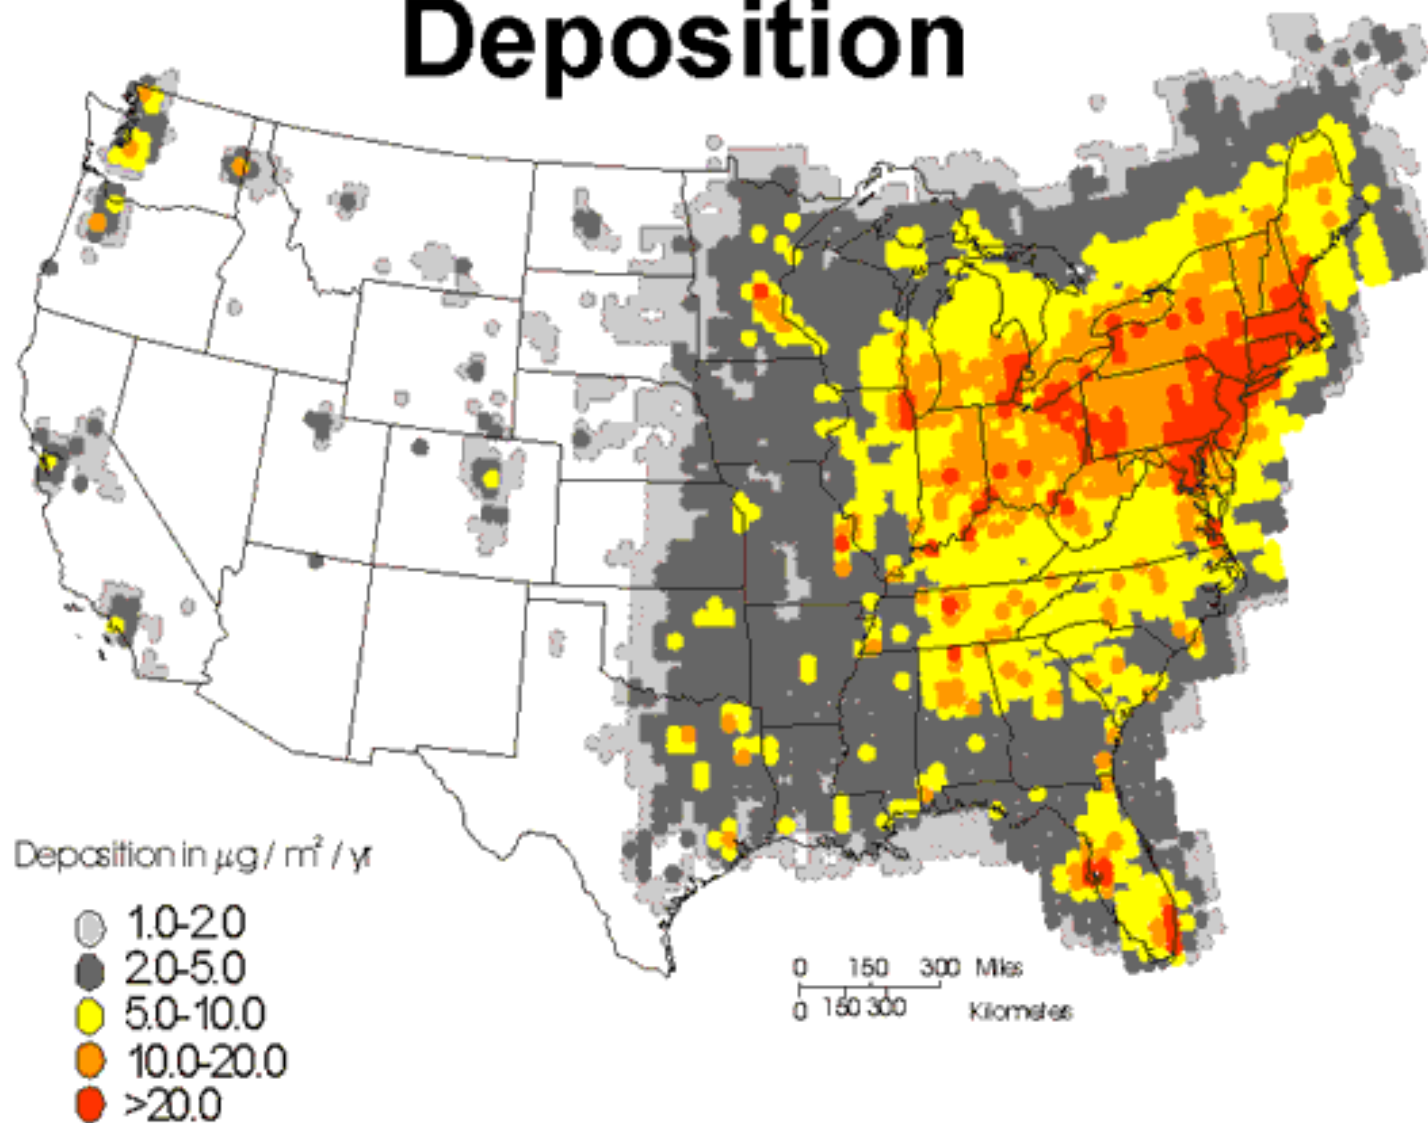 Deposition
Deposition in μg / m² / yr
1.0-2.0
2.0-5.0
5.0-10.0
10.0-20.0
>20.0
0 150 300 Miles
0 150 300 Kilometers